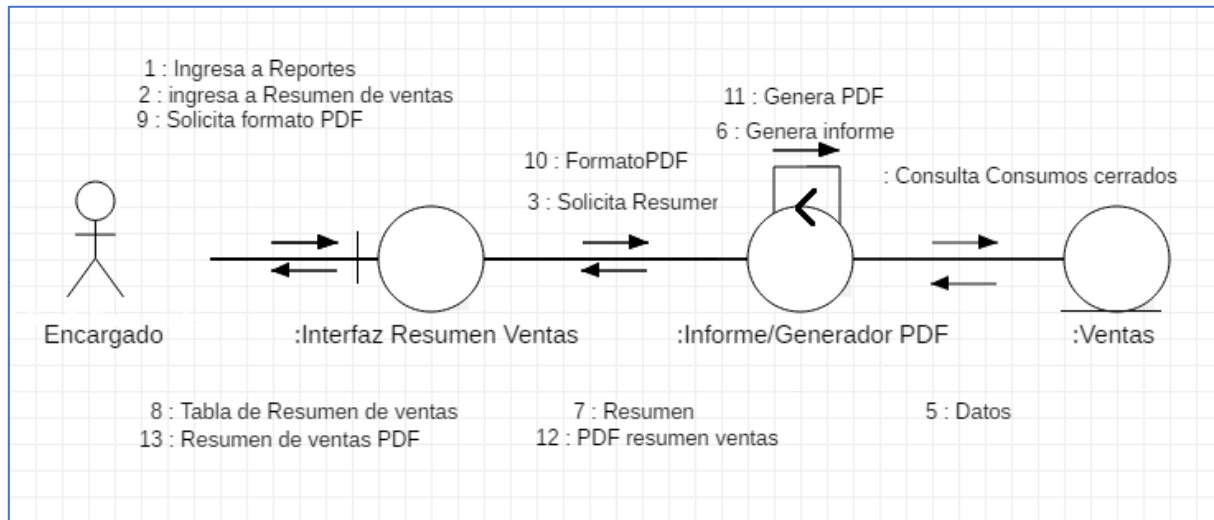 1 : Ingresa a Reportes
2 : ingresa a Resumen de ventas
9 : Solicita formato PDF
11 : Genera PDF
6 : Genera informe
10 : FormatoPDF
3 : Solicita Resumer
: Consulta Consumos cerrados
Encargado
:Interfaz Resumen Ventas
:Informe/Generador PDF
:Ventas
8 : Tabla de Resumen de ventas
13 : Resumen de ventas PDF
7 : Resumen
12 : PDF resumen ventas
5 : Datos